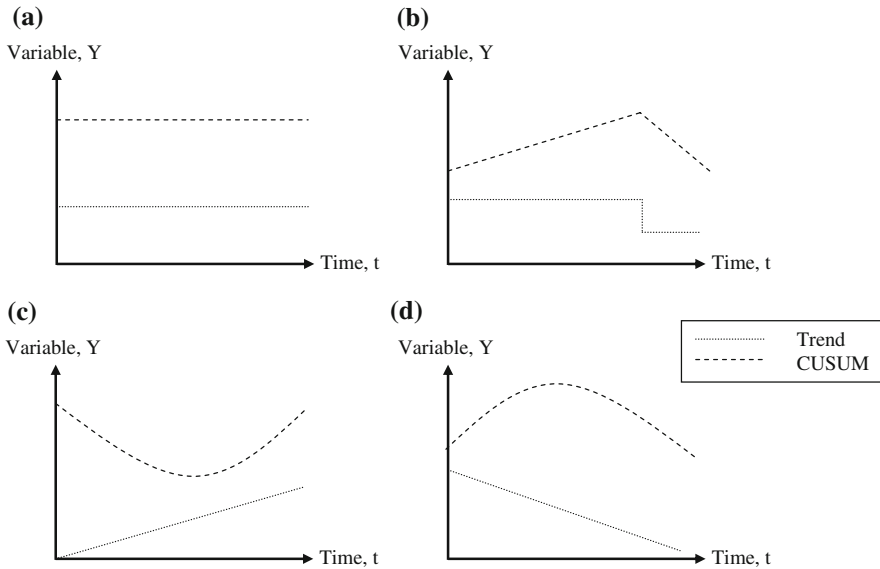 (a)
Variable, Y
Time, t
(b)
Variable, Y
Time, t
(c)
Variable, Y
Time, t
(d)
Variable, Y
Time, t
Trend
CUSUM